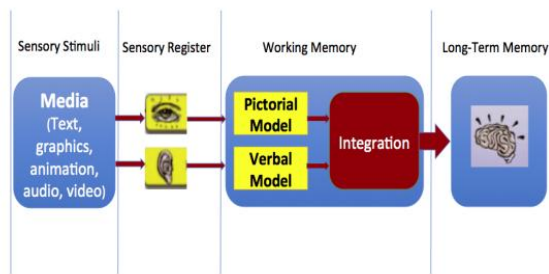 Sensory Stimuli
Sensory Register
Working Memory
Long-Term Memory
Media
(Text,
graphics,
animation,
audio, video)
Pictorial
Model
Verbal
Model
Integration